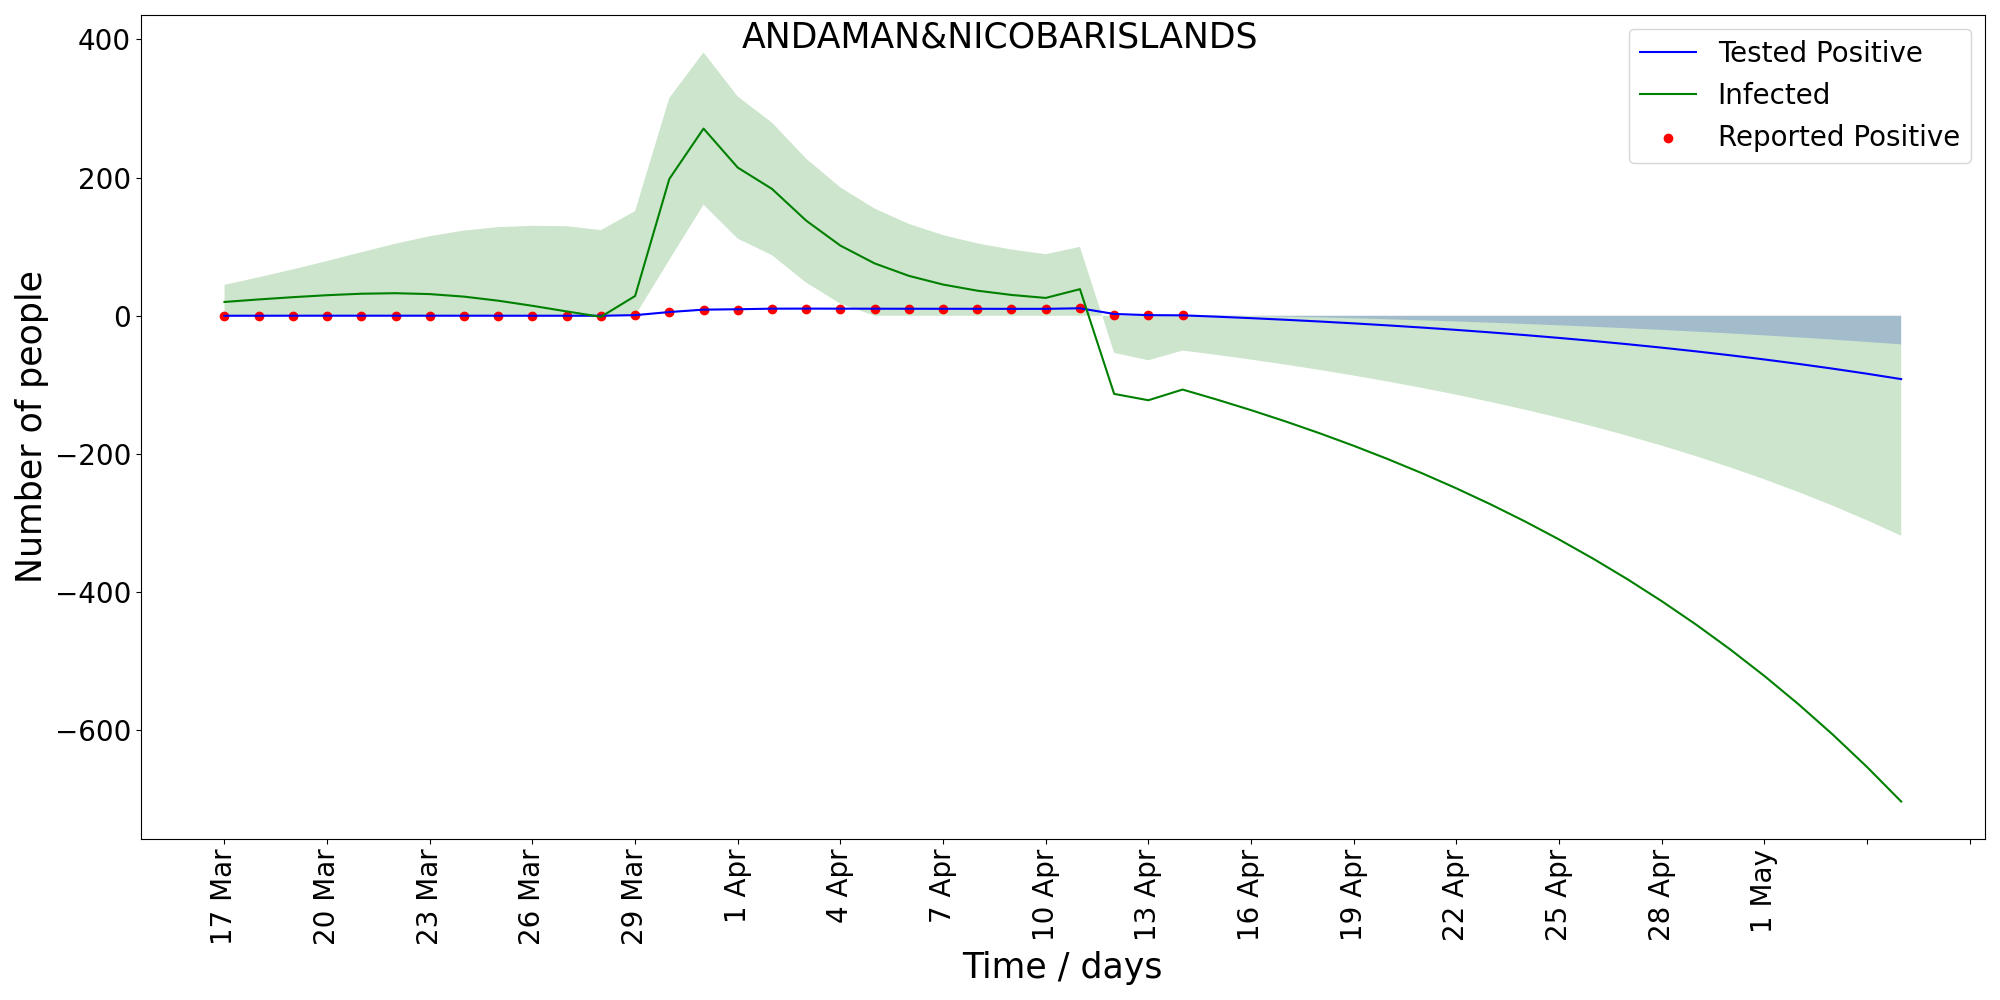 ANDAMAN&NICOBARISLANDS
Tested Positive
Infected
Reported Positive
Number of people
400
200
0
−200
−400
−600
17 Mar
20 Mar
23 Mar
26 Mar
29 Mar
1 Apr
4 Apr
7 Apr
10 Apr
13 Apr
16 Apr
19 Apr
22 Apr
25 Apr
28 Apr
1 May
Time / days